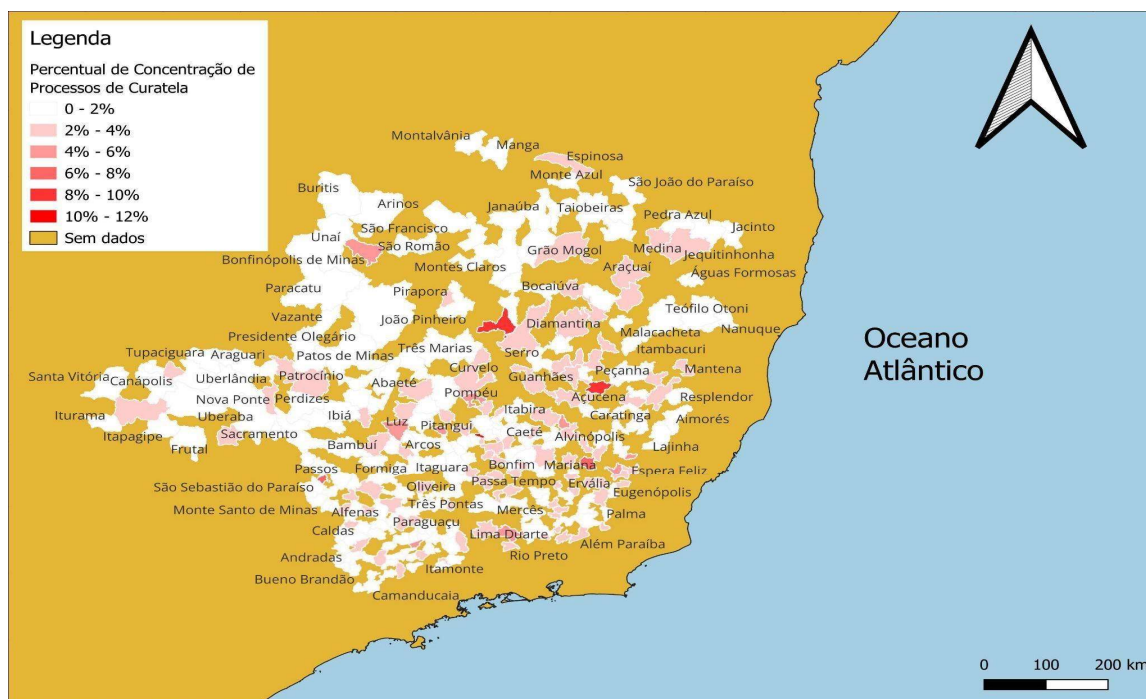 Legenda
Percentual de Concentração de
Processos de Curatela
0 - 2%
2% - 4%
4% - 6%
6% - 8%
8% - 10%
10% - 12%
Sem dados
Montalvânia
Manga
Espinosa
Monte Azul
São João do Paraíso
Buritis
Arinos
Janaúba
Taiobeiras
Pedra Azul
Jacinto
São Francisco
Unaí
São Romão
Grão Mogol
Medina
Jequitinhonha
Bonfinópolis de Minas
Montes Claros
Araçuaí
Águas Formosas
Paracatu
Pirapora
Bocaiúva
Teófilo Otoni
Vazante
João Pinheiro
Diamantina
Malacacheta
Nanuque
Presidente Olegário
Itambacuri
Tupaciguara
Araguari
Patos de Minas
Três Marias
Serro
Santa Vitória
Canápolis
Uberlândia
Patrocínio
Abaeté
Curvelo
Guanhães
Peçanha
Mantena
Iturama
Nova Ponte
Perdizes
Pompéu
Açucena
Resplendor
Itapagipe
Uberaba
Ibiá
Itabira
Caratinga
Aimorés
Frutal
Sacramento
Luz
Pitangui
Caeté
Alvinópolis
Lajinha
Bambuí
Arcos
Passos
Formiga
Itaguara
Bonfim
Mariana
Espera Feliz
São Sebastião do Paraíso
Oliveira
Passa Tempo
Ervália
Eugenópolis
Monte Santo de Minas
Alfenas
Três Pontas
Mercês
Palma
Caldas
Paraguaçu
Lima Duarte
Além Paraíba
Andradas
Rio Preto
Itamonte
Bueno Brandão
Camanducaia
Oceano
Atlântico
0 100 200 km